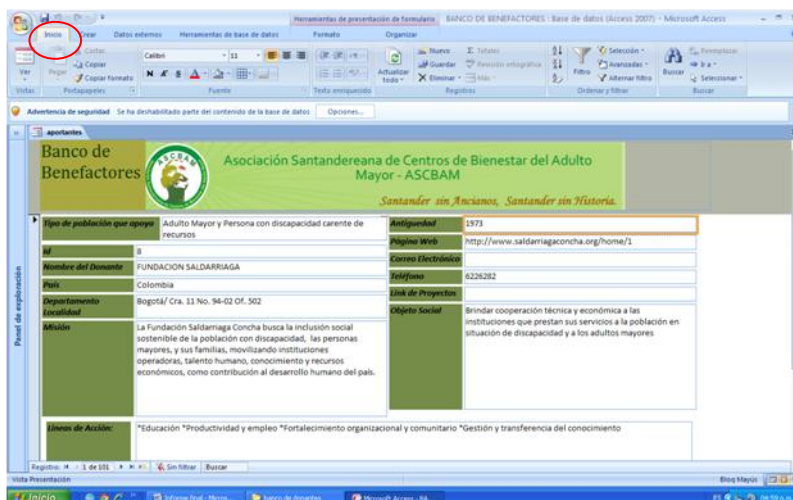 Herramientas de presentación de formulario BANCO DE BENEFACTORES : Base de datos (Access 2007) - Microsoft Access
Inicio Crear Datos externos Herramientas de base de datos Formato Organizar
Ver
Pegar
Cortar
Copiar
Copiar formato
Calibri 11
N K S
Actualizar todo
Nuevo
Guardar
Eliminar
Totales
Revisión ortográfica
Más
Filtro
Selección
Avanzadas
Alternar filtro
Buscar
Reemplazar
Ir a
Seleccionar
Vistas Portapapeles Fuente Texto enriquecido Registros Ordenar y filtrar Buscar
Advertencia de seguridad Se ha deshabilitado parte del contenido de la base de datos Opciones...
aportantes
Panel de exploración
Banco de
Benefactores
ASCBAM
Asociación Santandereana de Centros de Bienestar del Adulto
Mayor - ASCBAM
Santander sin Ancianos, Santander sin Historia.
Tipo de población que apoya Adulto Mayor y Persona con discapacidad carente de
recursos
Id 8
Nombre del Donante FUNDACION SALDARRIAGA
País Colombia
Departamento
Localidad
Bogotá/ Cra. 11 No. 94-02 Of. 502
Misión La Fundación Saldarriaga Concha busca la inclusión social
sostenible de la población con discapacidad, las personas
mayores, y sus familias, movilizando instituciones
operadoras, talento humano, conocimiento y recursos
económicos, como contribución al desarrollo humano del país.
Antiguedad 1973
Página Web http://www.saldarriagaconcha.org/home/1
Correo Electrónico
Teléfono 6226282
Link de Proyectos
Objeto Social Brindar cooperación técnica y económica a las
instituciones que prestan sus servicios a la población en
situación de discapacidad y a los adultos mayores
Lineas de Acción: *Educación *Productividad y empleo *Fortalecimiento organizacional y comunitario *Gestión y transferencia del conocimiento
Registro: 1 de 101 Sin filtrar Buscar
Vista Presentación Bloq Mayús
Inicio Informe final - Micros... banco de donantes Microsoft Access - BA...